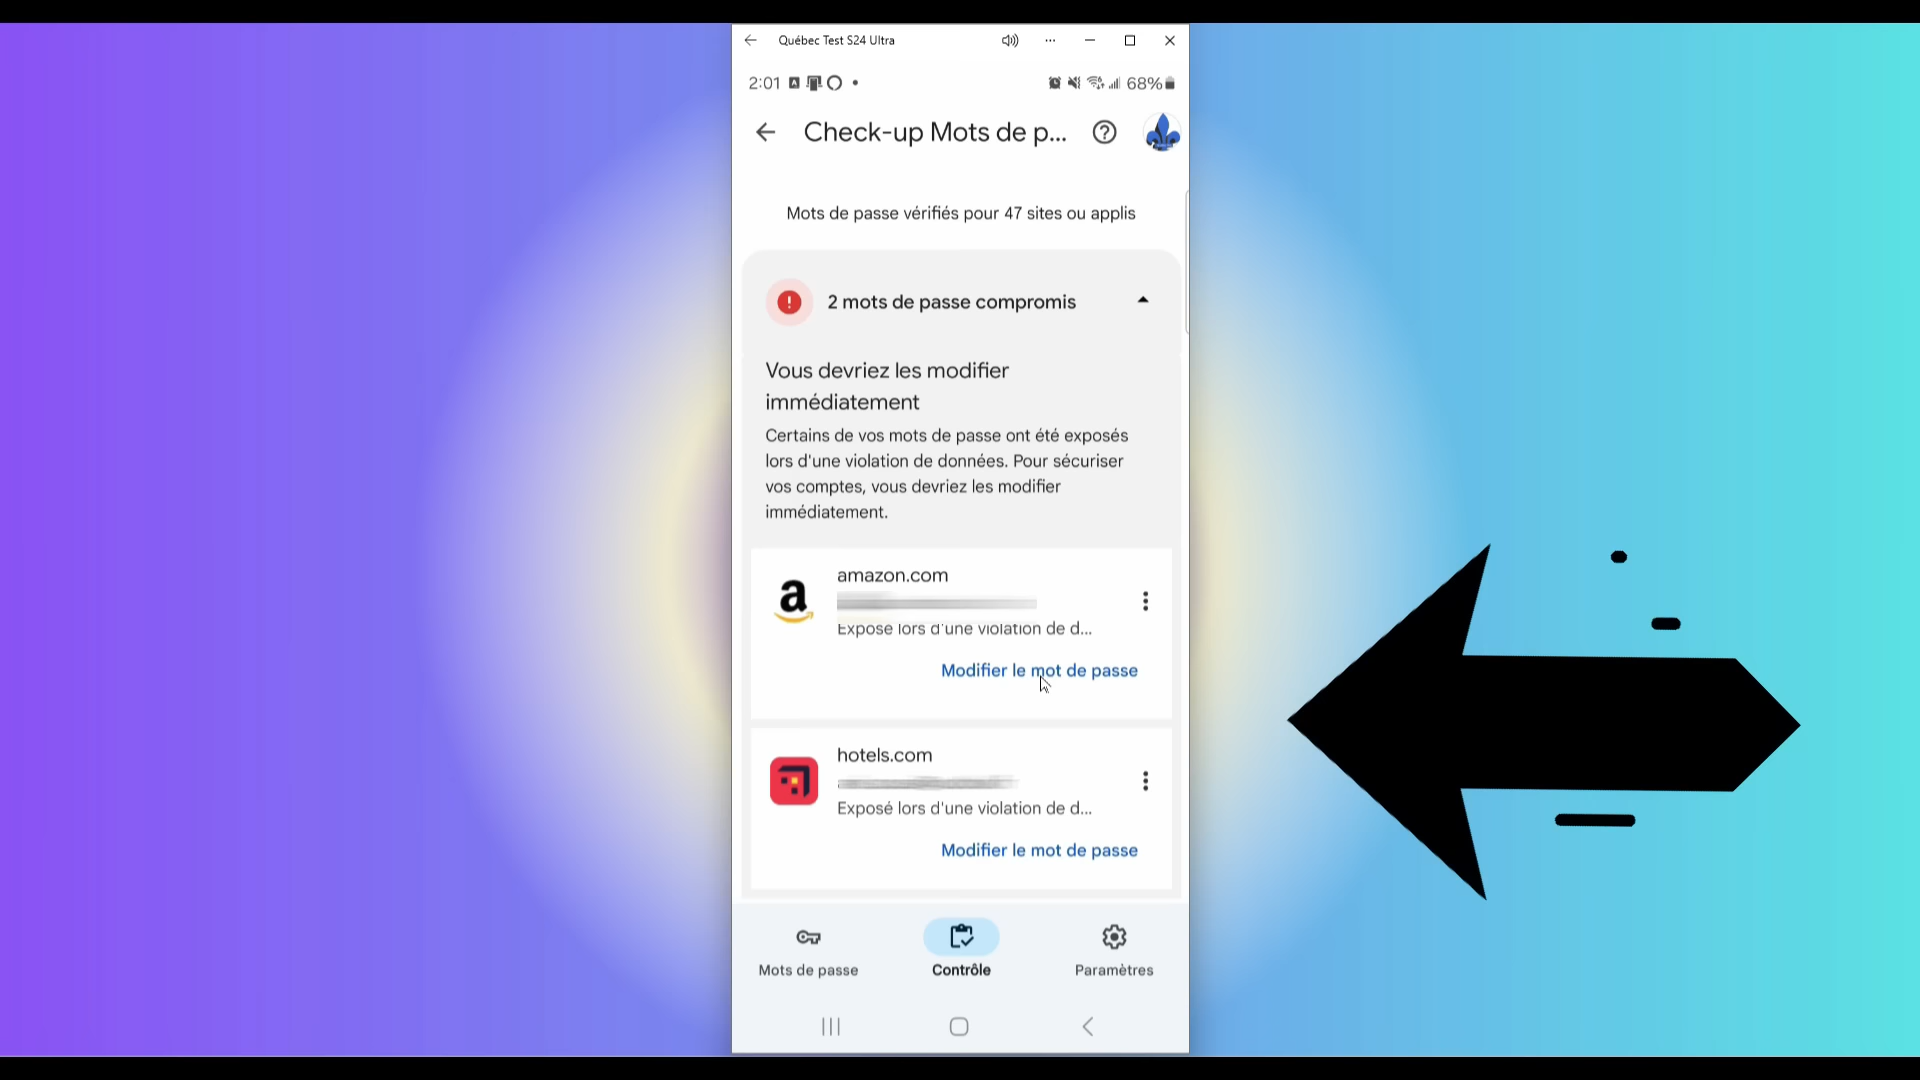 Québec Test S24 Ultra
2:01
68%
Check-up Mots de p...
Mots de passe vérifiés pour 47 sites ou applis
2 mots de passe compromis
Vous devriez les modifier
immédiatement
Certains de vos mots de passe ont été exposés
lors d'une violation de données. Pour sécuriser
vos comptes, vous devriez les modifier
immédiatement.
amazon.com
Exposé lors d'une violation de d...
Modifier le mot de passe
hotels.com
Exposé lors d'une violation de d...
Modifier le mot de passe
Mots de passe
Contrôle
Paramètres